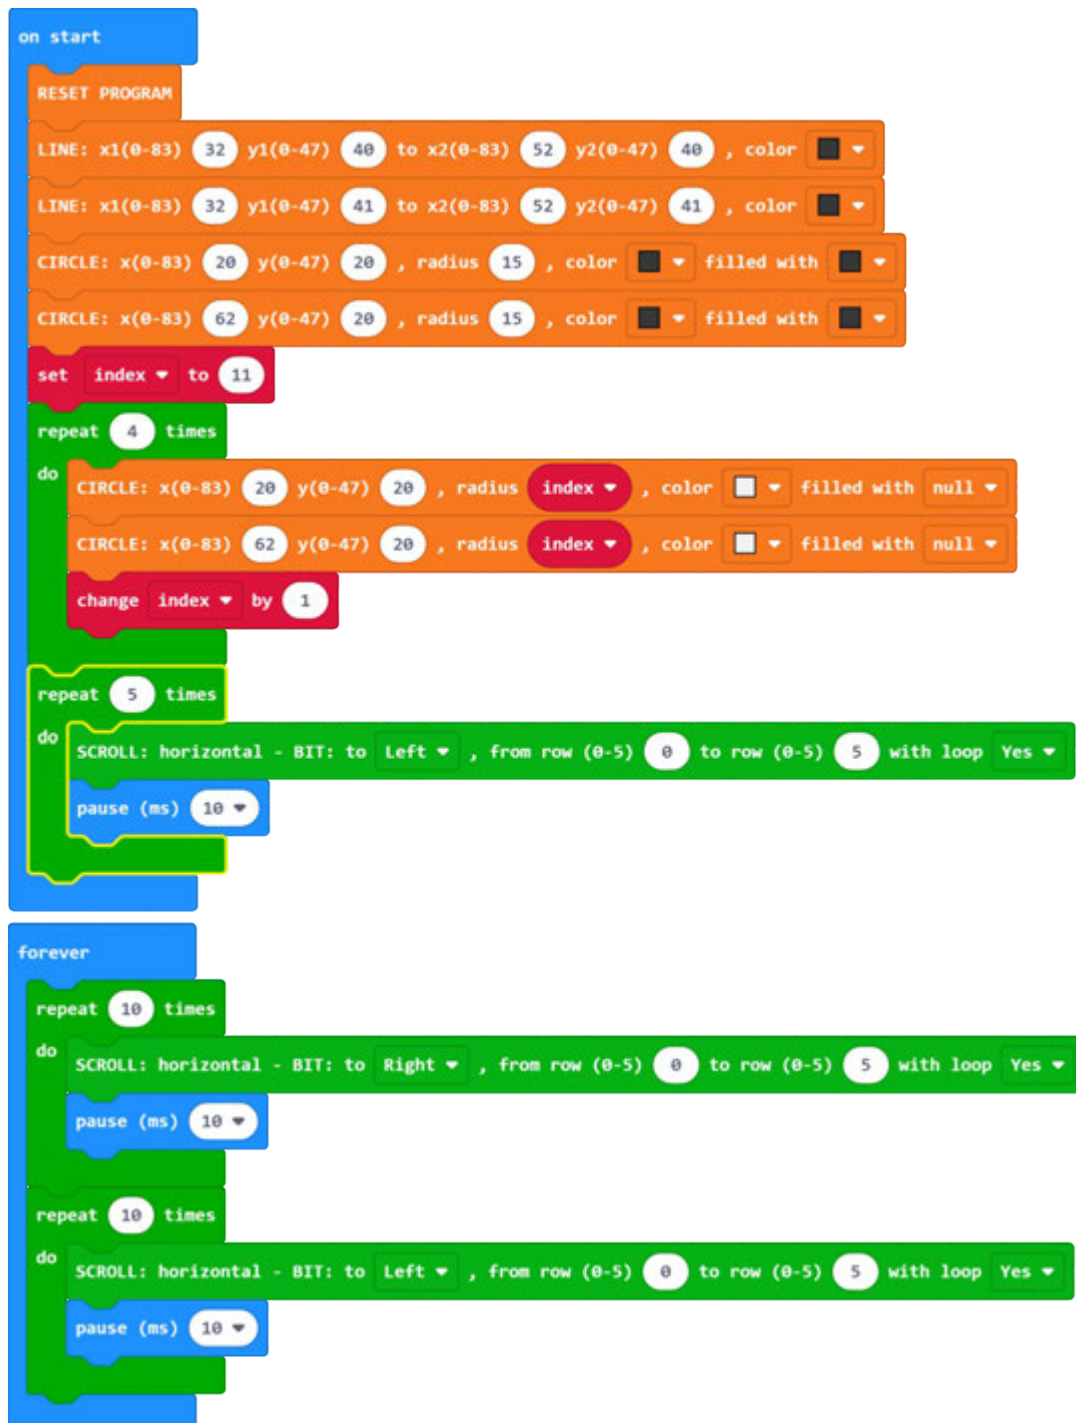 on start
RESET PROGRAM
LINE: x1(0-83) 32 y1(0-47) 40 to x2(0-83) 52 y2(0-47) 40 , color
LINE: x1(0-83) 32 y1(0-47) 41 to x2(0-83) 52 y2(0-47) 41 , color
CIRCLE: x(0-83) 20 y(0-47) 20 , radius 15 , color filled with
CIRCLE: x(0-83) 62 y(0-47) 20 , radius 15 , color filled with
set index to 11
repeat 4 times
do
CIRCLE: x(0-83) 20 y(0-47) 20 , radius index , color filled with null
CIRCLE: x(0-83) 62 y(0-47) 20 , radius index , color filled with null
change index by 1
repeat 5 times
do
SCROLL: horizontal - BIT: to Left , from row (0-5) 0 to row (0-5) 5 with loop Yes
pause (ms) 10
forever
repeat 10 times
do
SCROLL: horizontal - BIT: to Right , from row (0-5) 0 to row (0-5) 5 with loop Yes
pause (ms) 10
repeat 10 times
do
SCROLL: horizontal - BIT: to Left , from row (0-5) 0 to row (0-5) 5 with loop Yes
pause (ms) 10